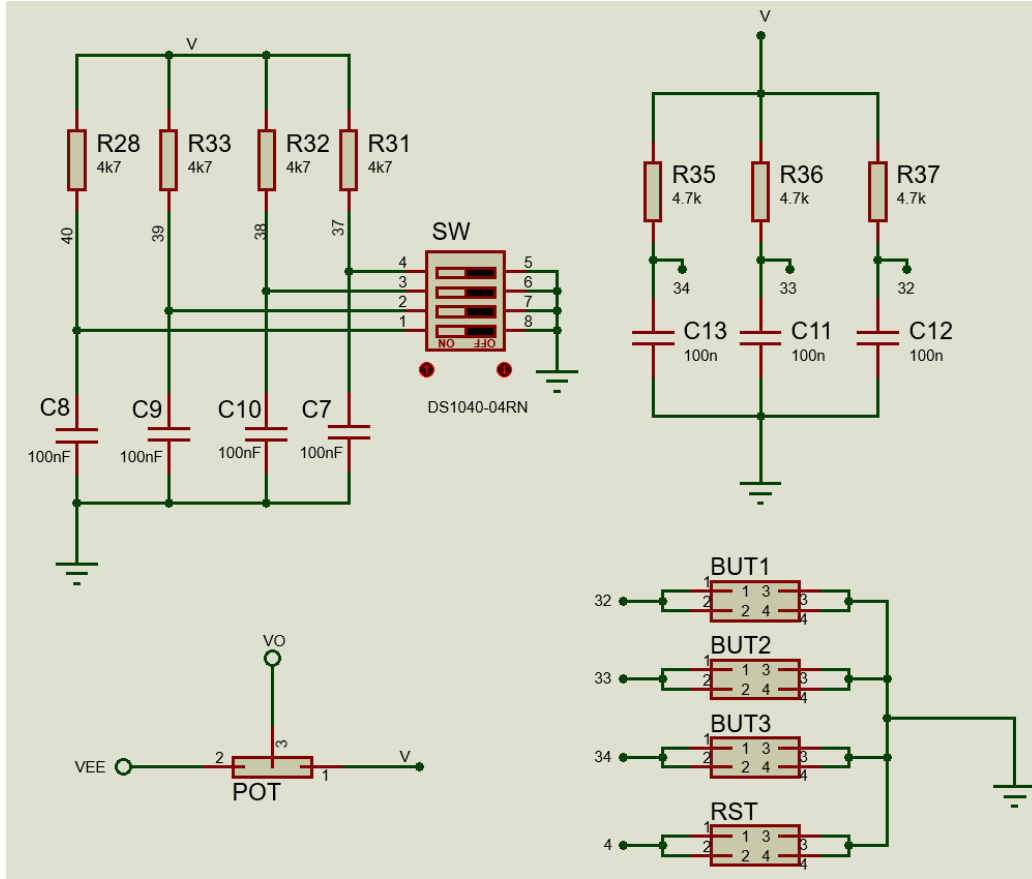 V
R28
4k7
R33
4k7
R32
4k7
R31
4k7
40
39
38
37
SW
4
3
2
1
5
6
7
8
ON
OFF
DS1040-04RN
C8
100nF
C9
100nF
C10
100nF
C7
100nF
V
R35
4.7k
R36
4.7k
R37
4.7k
34
33
32
C13
100n
C11
100n
C12
100n
VO
VEE
2
3
1
V
POT
BUT1
32
1
2
1 3
2 4
3
4
BUT2
33
1
2
1 3
2 4
3
4
BUT3
34
1
2
1 3
2 4
3
4
RST
4
1
2
1 3
2 4
3
4